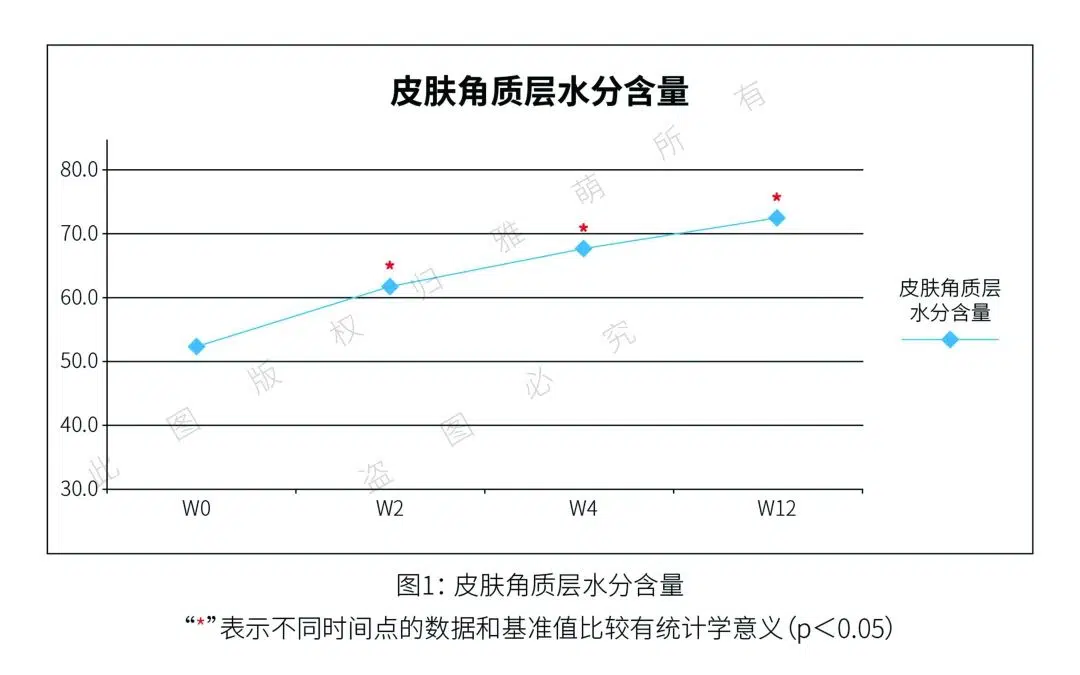 皮肤角质层水分含量
80.0
70.0
60.0
50.0
40.0
30.0
W0 W2 W4 W12
皮肤角质层
水分含量
此图版权归雅萌所有
盗图必究
图1：皮肤角质层水分含量
“*”表示不同时间点的数据和基准值比较有统计学意义（p＜0.05）